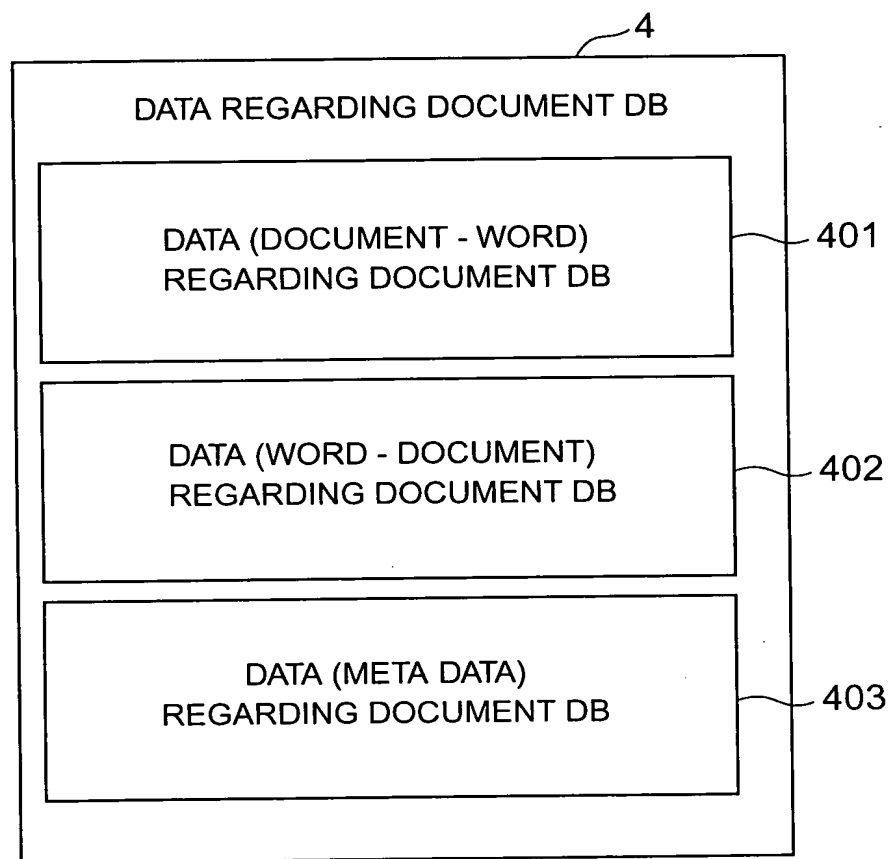 4
DATA REGARDING DOCUMENT DB
DATA (DOCUMENT - WORD)
REGARDING DOCUMENT DB
401
DATA (WORD - DOCUMENT)
REGARDING DOCUMENT DB
402
DATA (META DATA)
REGARDING DOCUMENT DB
403